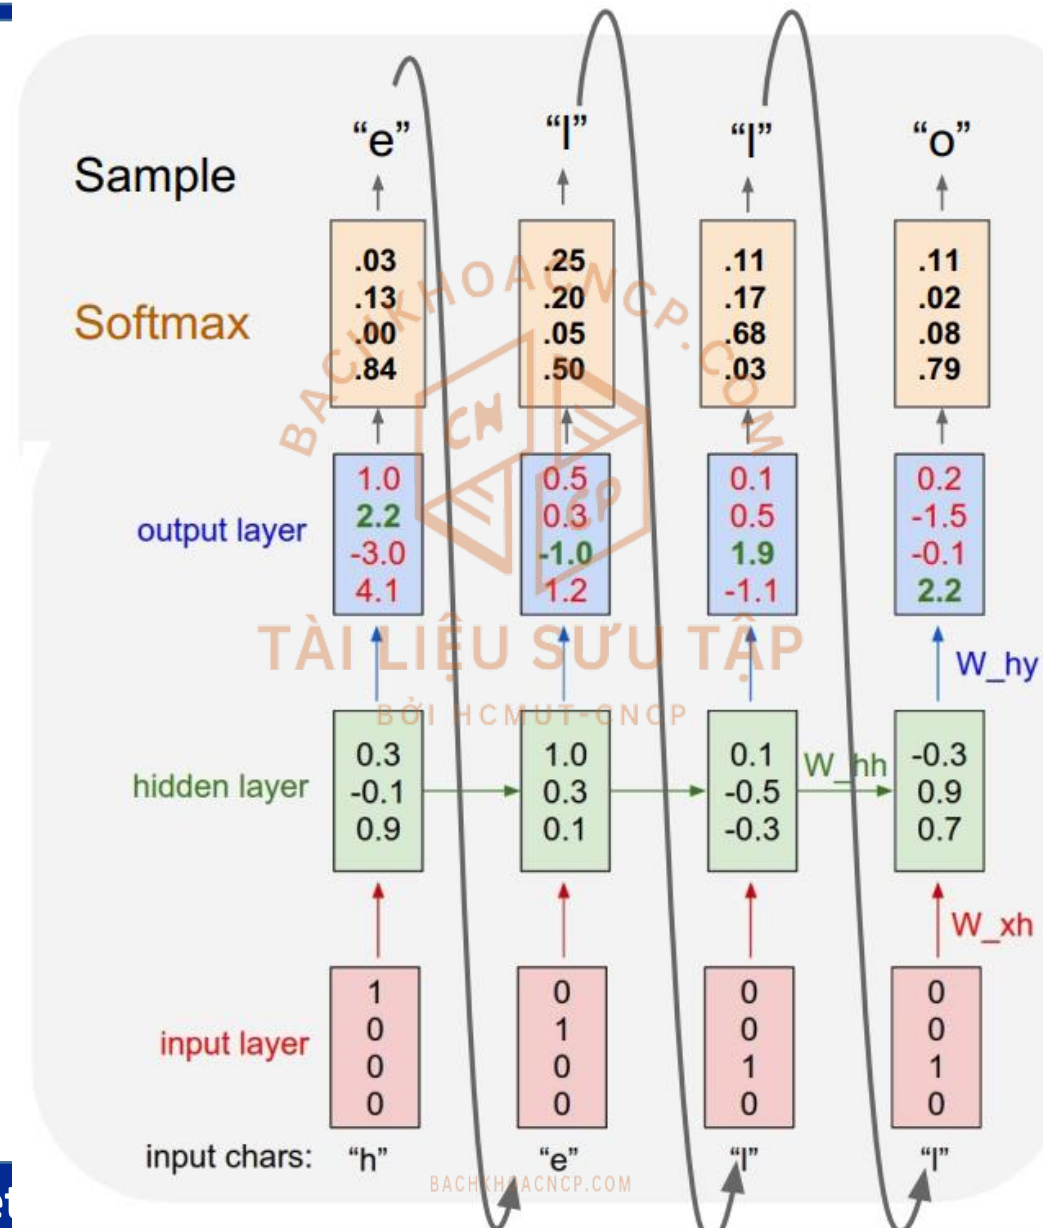 “e” “l” “l” “o”
Sample
Softmax
.03 .25 .11 .11
.13 .20 .17 .02
.00 .05 .68 .08
.84 .50 .03 .79
BACHKHOACNCP.COM
CN
CP
output layer
1.0 0.5 0.1 0.2
2.2 0.3 0.5 -1.5
-3.0 -1.0 1.9 -0.1
4.1 1.2 -1.1 2.2
TÀI LIỆU SƯU TẬP
W_hy
BỞI HCMUT-CNCP
hidden layer
0.3 1.0 0.1 -0.3
-0.1 0.3 -0.5 0.9
0.9 0.1 -0.3 0.7
W_hh
W_xh
input layer
1 0 0 0
0 1 0 0
0 0 1 1
0 0 0 0
input chars: “h” “e” “l” “l”
BACHKHOACNCP.COM